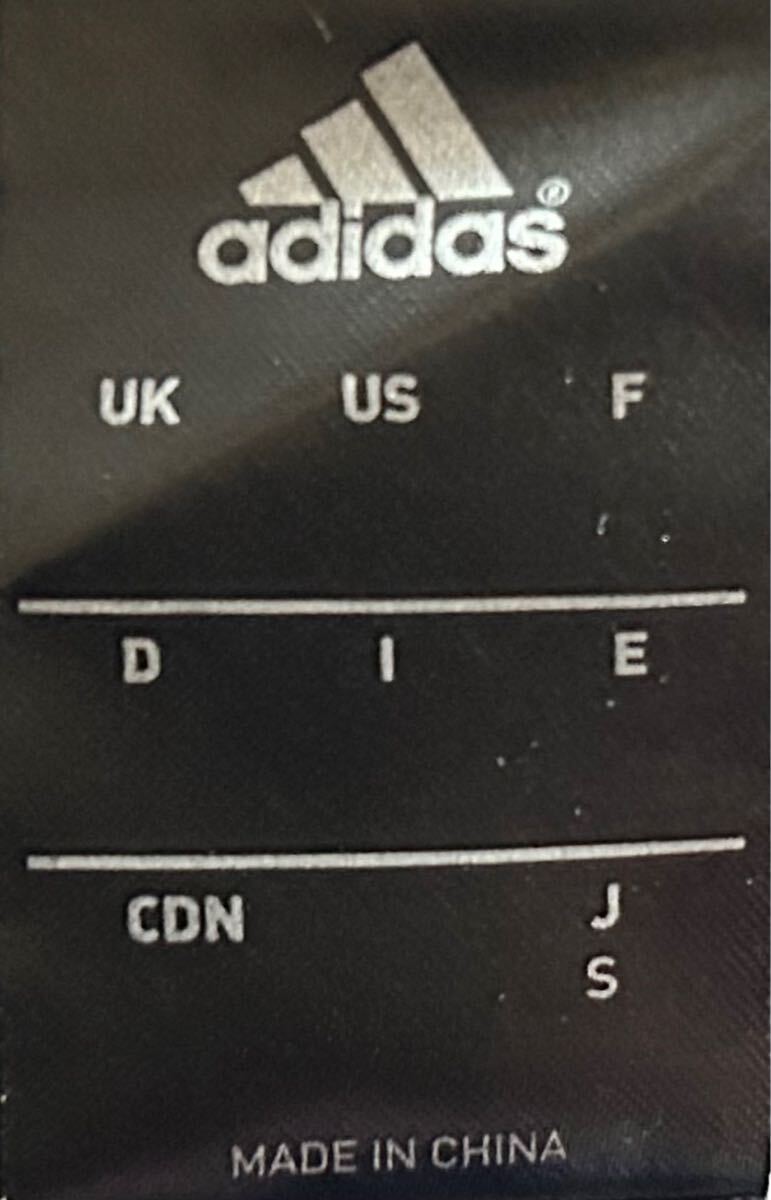 adidas®
UK US F
D I E
CDN J
S
MADE IN CHINA